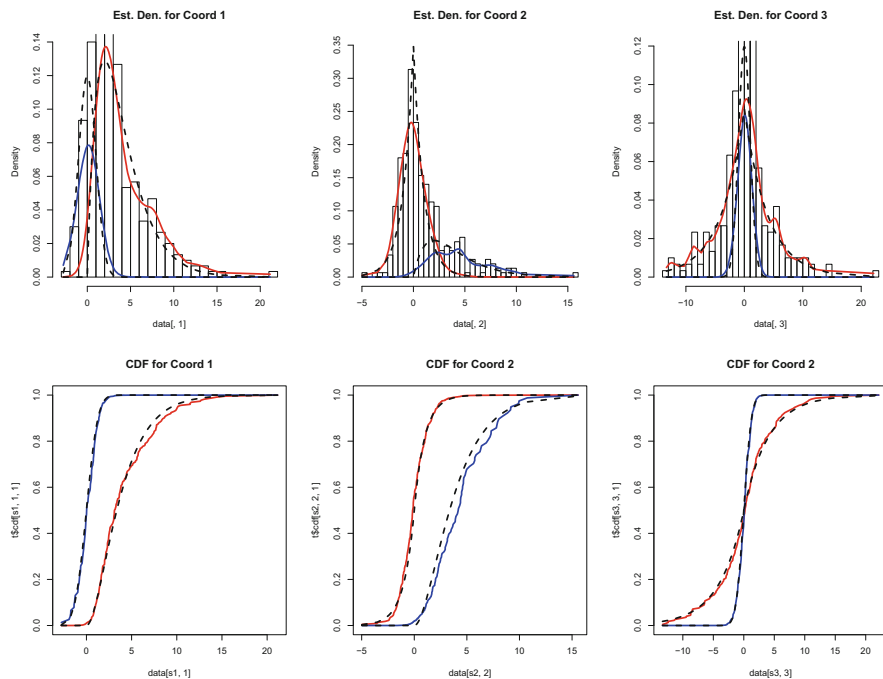 Est. Den. for Coord 1
Est. Den. for Coord 2
Est. Den. for Coord 3
Density
0.00 0.02 0.04 0.06 0.08 0.10 0.12 0.14
0 5 10 15 20
data[, 1]
Density
0.00 0.05 0.10 0.15 0.20 0.25 0.30 0.35
−5 0 5 10 15
data[, 2]
Density
0.00 0.02 0.04 0.06 0.08 0.10 0.12
−10 0 10 20
data[, 3]
CDF for Coord 1
CDF for Coord 2
CDF for Coord 2
t$cdf[s1, 1, 1]
0.0 0.2 0.4 0.6 0.8 1.0
0 5 10 15 20
data[s1, 1]
t$cdf[s2, 2, 1]
0.0 0.2 0.4 0.6 0.8 1.0
−5 0 5 10 15
data[s2, 2]
t$cdf[s3, 3, 1]
0.0 0.2 0.4 0.6 0.8 1.0
−10 −5 0 5 10 15 20
data[s3, 3]